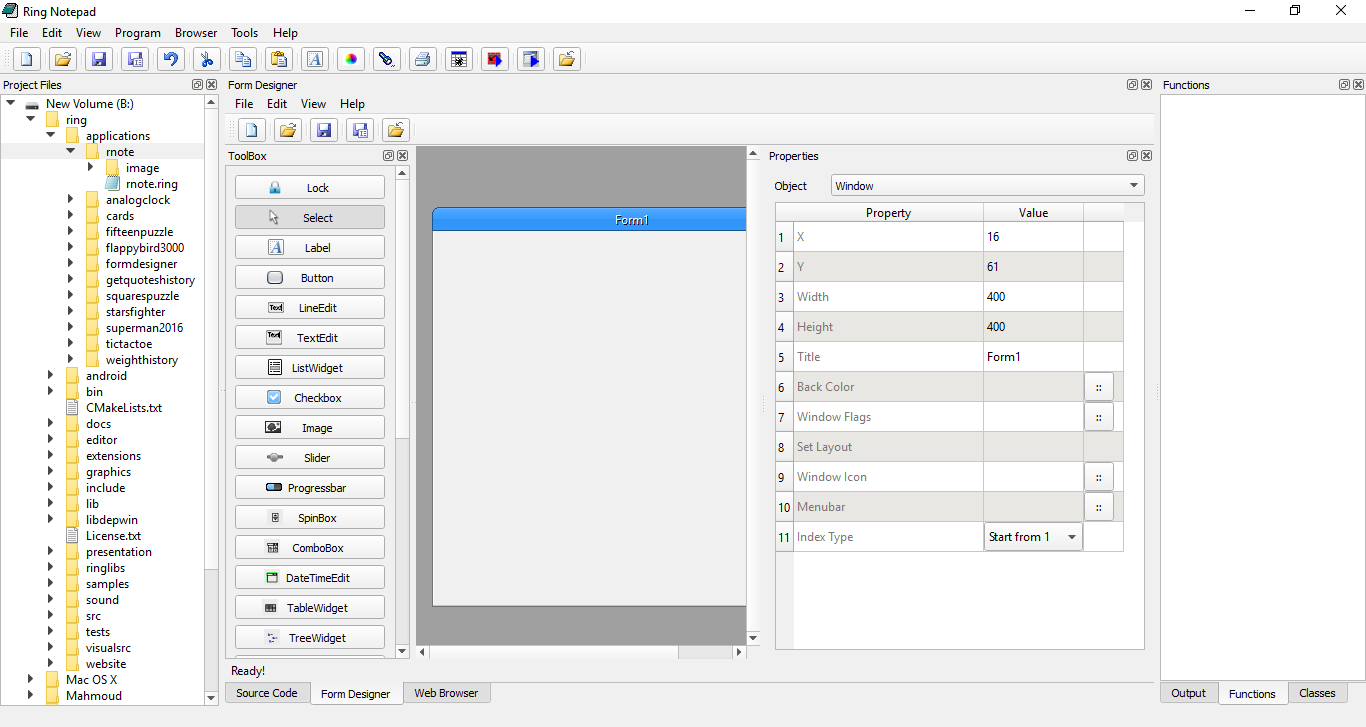 Ring Notepad
File Edit View Program Browser Tools Help
Project Files
New Volume (B:)
ring
applications
rnote
image
rnote.ring
analogclock
cards
fifteenpuzzle
flappybird3000
formdesigner
getquoteshistory
squarespuzzle
starsfighter
superman2016
tictactoe
weighthistory
android
bin
CMakeLists.txt
docs
editor
extensions
graphics
include
lib
libdepwin
License.txt
presentation
ringlibs
samples
sound
src
tests
visualsrc
website
Mac OS X
Mahmoud
Form Designer
File Edit View Help
ToolBox
Lock
Select
Label
Button
LineEdit
TextEdit
ListWidget
Checkbox
Image
Slider
Progressbar
SpinBox
ComboBox
DateTimeEdit
TableWidget
TreeWidget
Form1
Properties
Object Window
Property Value
1 X 16
2 Y 61
3 Width 400
4 Height 400
5 Title Form1
6 Back Color ::
7 Window Flags ::
8 Set Layout
9 Window Icon ::
10 Menubar ::
11 Index Type Start from 1
Ready!
Source Code Form Designer Web Browser
Functions
Output Functions Classes